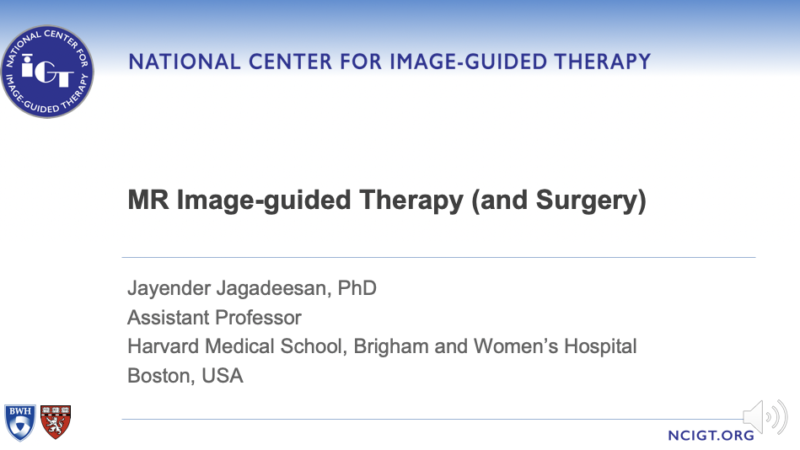 NATIONAL CENTER FOR
IGT
IMAGE-GUIDED THERAPY
NATIONAL CENTER FOR IMAGE-GUIDED THERAPY
MR Image-guided Therapy (and Surgery)
Jayender Jagadeesan, PhD
Assistant Professor
Harvard Medical School, Brigham and Women’s Hospital
Boston, USA
BWH
NCIGT.ORG